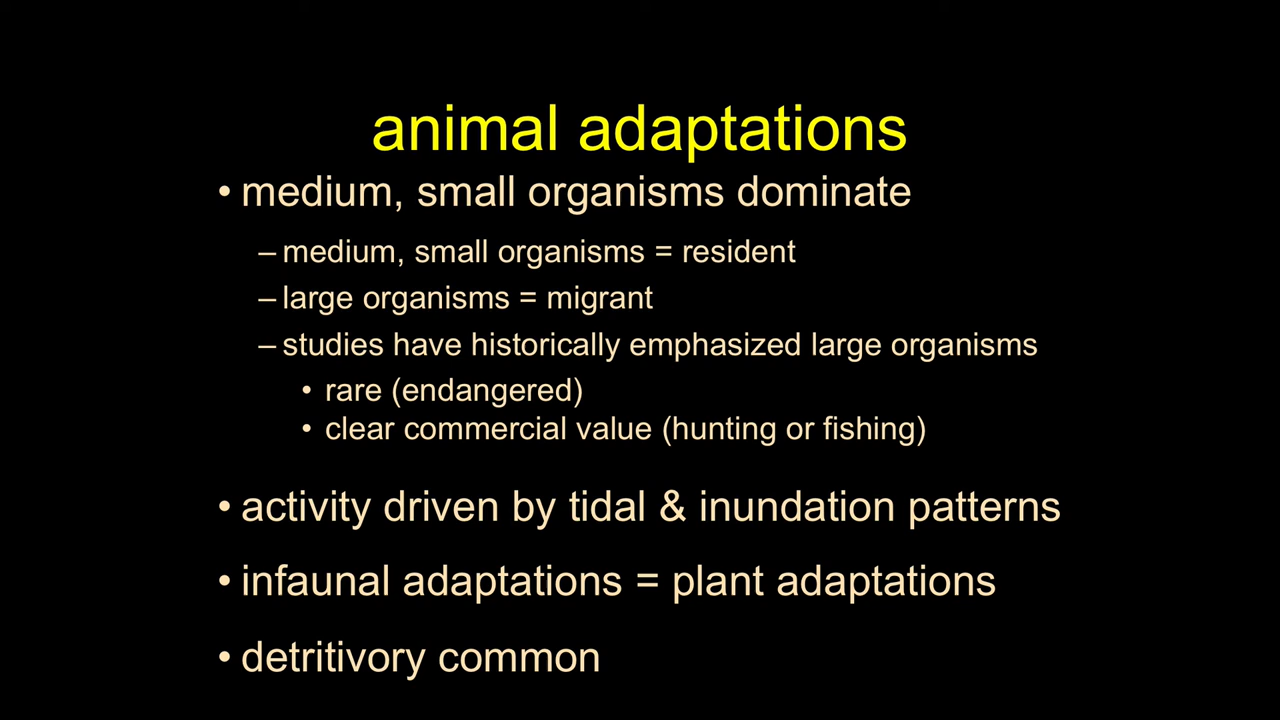 animal adaptations
• medium, small organisms dominate
– medium, small organisms = resident
– large organisms = migrant
– studies have historically emphasized large organisms
• rare (endangered)
• clear commercial value (hunting or fishing)
• activity driven by tidal & inundation patterns
• infaunal adaptations = plant adaptations
• detritivory common